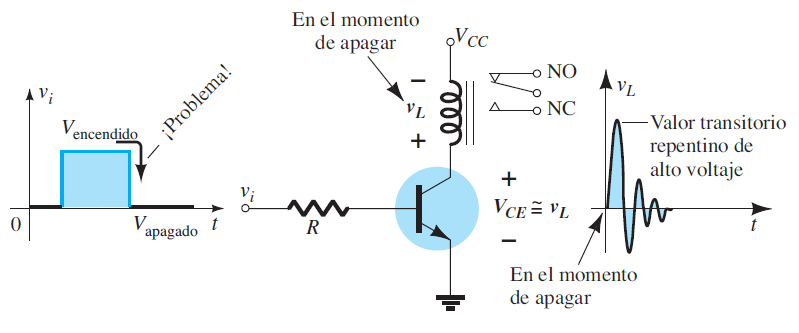 En el momento
de apagar
V_CC
NO
NC
v_L
+
−
v_i
V_encendido
¡Problema!
0
V_apagado
t
v_i
R
−
v_L
+
+
V_CE ≅ v_L
−
Valor transitorio
repentino de
alto voltaje
t
En el momento
de apagar